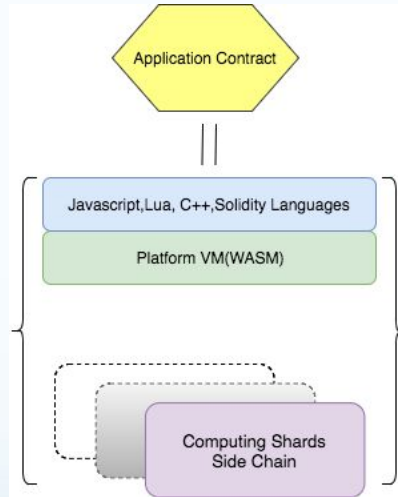 Application Contract
Javascript,Lua, C++,Solidity Languages
Platform VM(WASM)
Computing Shards
Side Chain